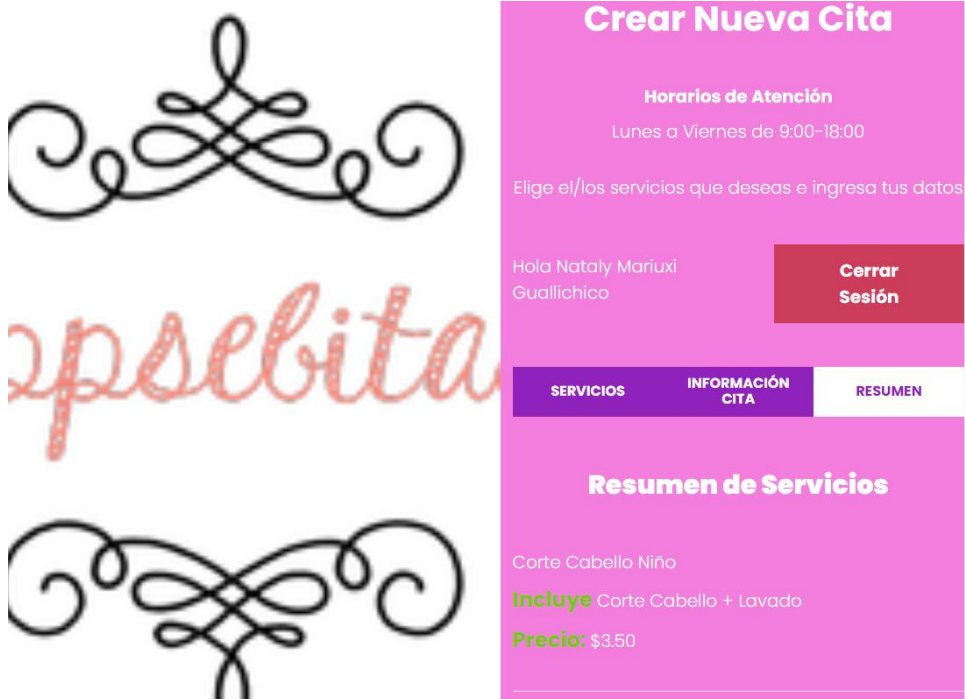 opsebita
Crear Nueva Cita
Horarios de Atención
Lunes a Viernes de 9:00-18:00
Elige el/los servicios que deseas e ingresa tus datos
Hola Nataly Mariuxi
Guallichico
Cerrar
Sesión
SERVICIOS
INFORMACIÓN
CITA
RESUMEN
Resumen de Servicios
Corte Cabello Niño
Incluye Corte Cabello + Lavado
Precio: $3.50